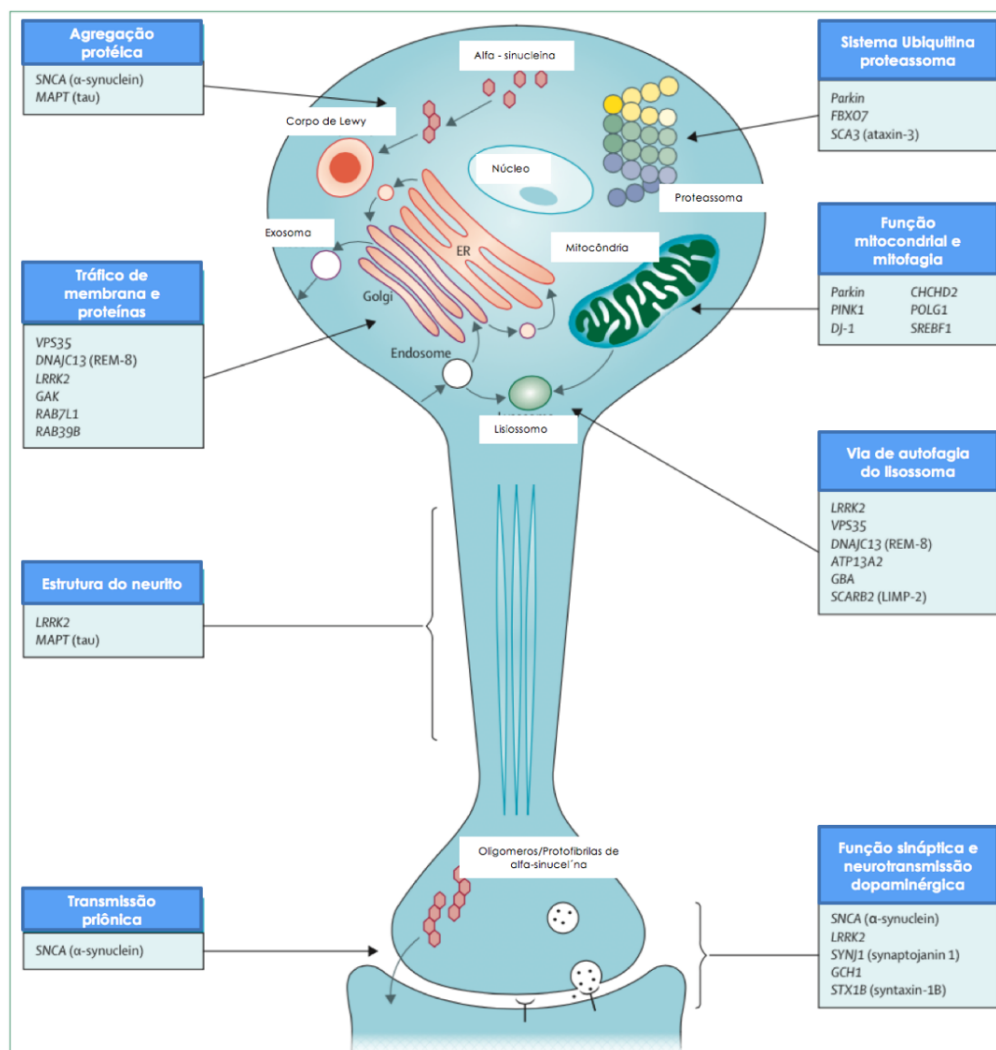 Agregação
protéica
SNCA (α-synuclein)
MAPT (tau)
Alfa - sinucleína
Corpo de Lewy
Núcleo
Proteassoma
Exosoma
ER
Mitocôndria
Golgi
Endosome
Lisiossomo
Sistema Ubiquitina
proteassoma
Parkin
FBXO7
SCA3 (ataxin-3)
Função
mitocondrial e
mitofagia
Parkin CHCHD2
PINK1 POLG1
DJ-1 SREBF1
Tráfico de
membrana e
proteínas
VPS35
DNAJC13 (REM-8)
LRRK2
GAK
RAB7L1
RAB39B
Via de autofagia
do lisossoma
LRRK2
VPS35
DNAJC13 (REM-8)
ATP13A2
GBA
SCARB2 (LIMP-2)
Estrutura do neurito
LRRK2
MAPT (tau)
Oligomeros/Protofibrilas de
alfa-sinucel´na
Transmissão
priônica
SNCA (α-synuclein)
Função sináptica e
neurotransmissão
dopaminérgica
SNCA (α-synuclein)
LRRK2
SYNJ1 (synaptojanin 1)
GCH1
STX1B (syntaxin-1B)